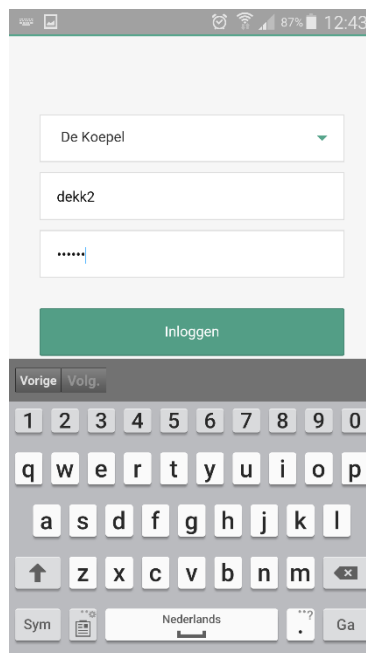 87% 12:43
De Koepel
dekk2
••••••
Inloggen
Vorige Volg.
1 2 3 4 5 6 7 8 9 0
q w e r t y u i o p
a s d f g h j k l
z x c v b n m
Sym Nederlands . Ga